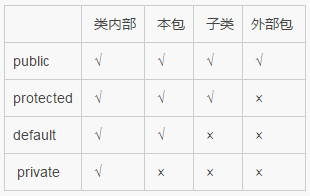 类内部 本包 子类 外部包
public √ √ √ √
protected √ √ √ ×
default √ √ × ×
private √ × × ×